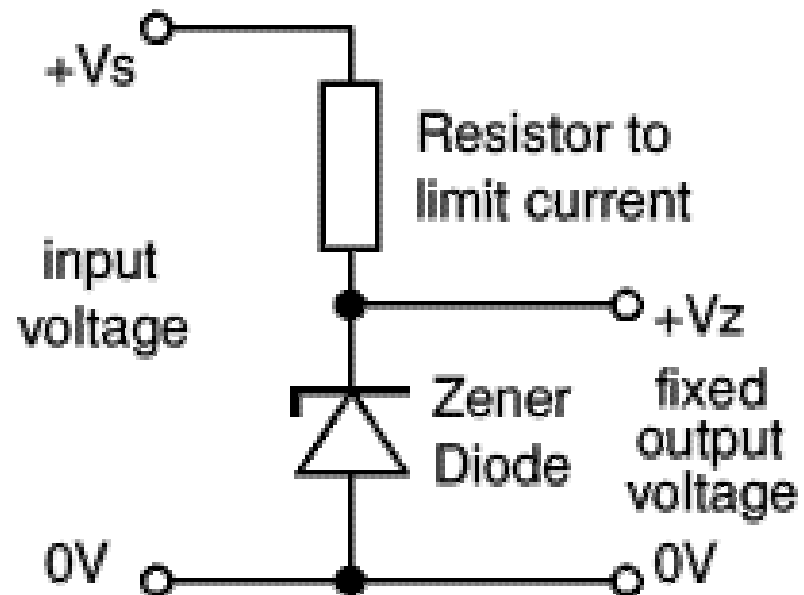 +Vs
Resistor to
limit current
input
voltage
+Vz
Zener
Diode
fixed
output
voltage
0V
0V